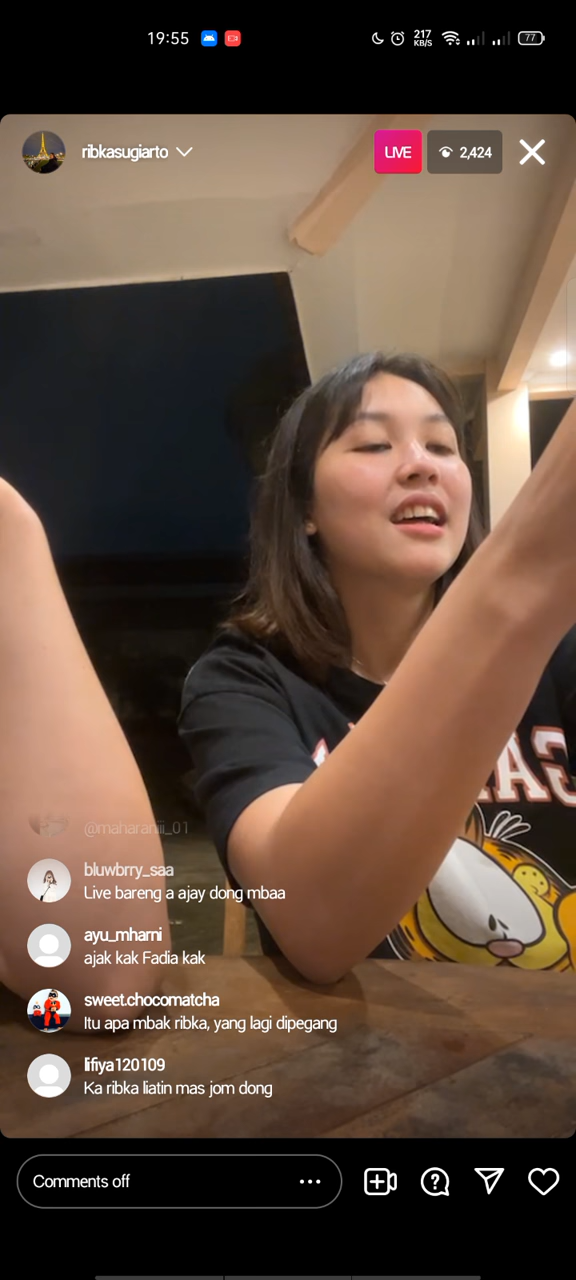 19:55
217
KB/S
77
ribkasugiarto
LIVE
2,424
@maharaniii_01
bluwbrry_saa
Live bareng a ajay dong mbaa
ayu_mharni
ajak kak Fadia kak
sweet.chocomatcha
Itu apa mbak ribka, yang lagi dipegang
lifiya120109
Ka ribka liatin mas jom dong
Comments off